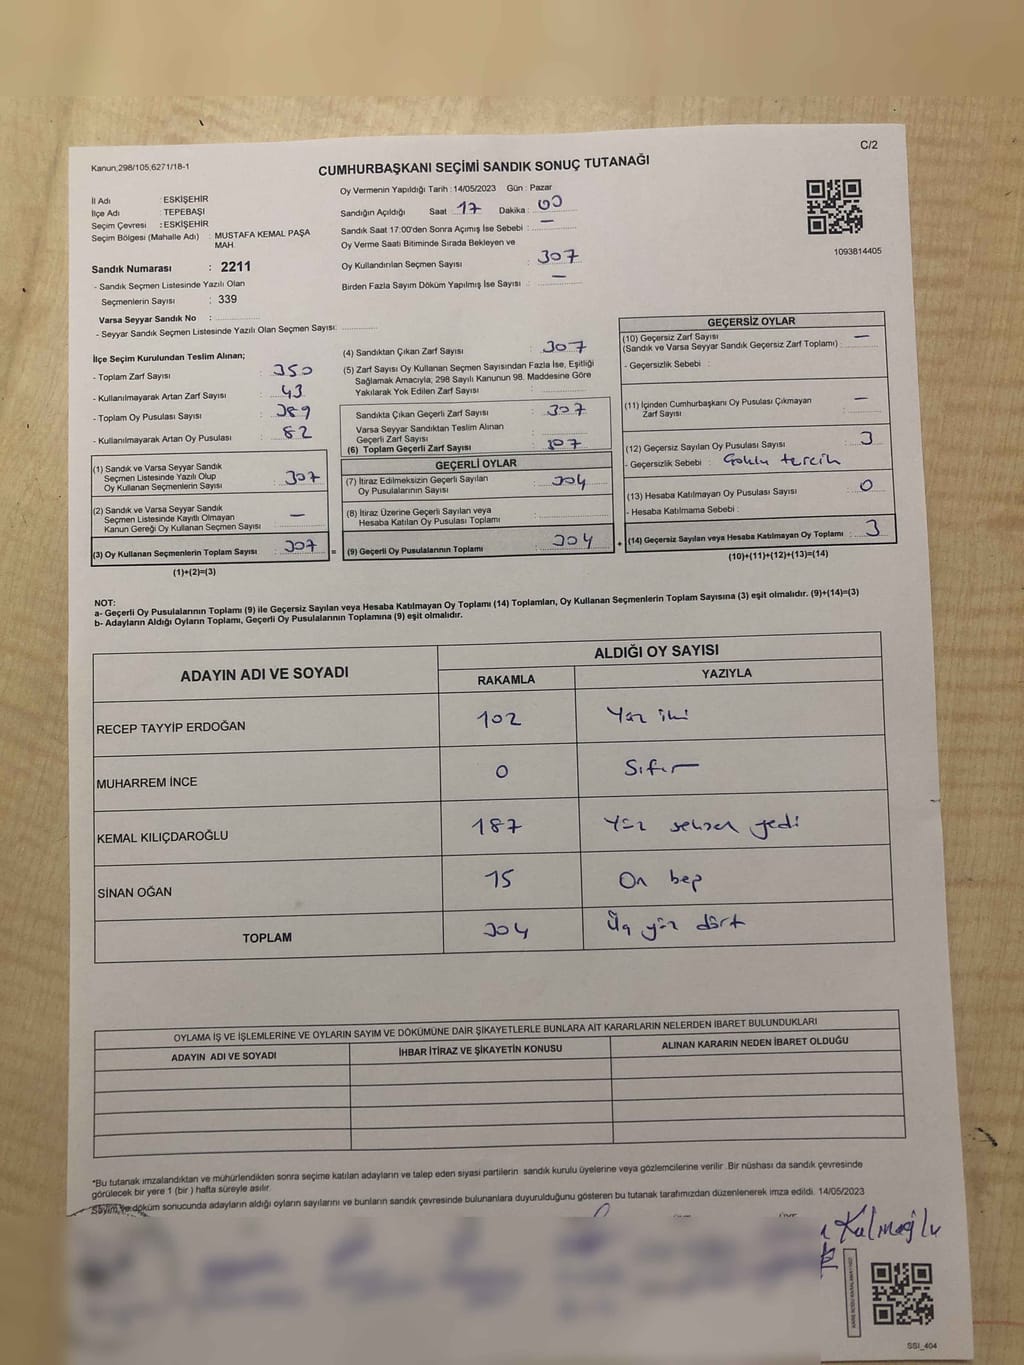 Kanun,298/105,6271/18-1
C/2
CUMHURBAŞKANI SEÇİMİ SANDIK SONUÇ TUTANAĞI
İl Adı : ESKİŞEHİR
İlçe Adı : TEPEBAŞI
Seçim Çevresi : ESKİŞEHİR
Seçim Bölgesi (Mahalle Adı) : MUSTAFA KEMAL PAŞA
MAH.
Sandık Numarası : 2211
- Sandık Seçmen Listesinde Yazılı Olan
Seçmenlerin Sayısı : 339
Varsa Seyyar Sandık No :
- Seyyar Sandık Seçmen Listesinde Yazılı Olan Seçmen Sayısı:
Oy Vermenin Yapıldığı Tarih : 14/05/2023 Gün : Pazar
Sandığın Açıldığı Saat 17 Dakika : 00
Sandık Saat 17:00'den Sonra Açımış İse Sebebi : —
Oy Verme Saati Bitiminde Sırada Bekleyen ve
Oy Kullandırılan Seçmen Sayısı : 307
Birden Fazla Sayım Döküm Yapılmış İse Sayısı : —
1093814405
İlçe Seçim Kurulundan Teslim Alınan;
- Toplam Zarf Sayısı : 350
- Kullanılmayarak Artan Zarf Sayısı : 43
- Toplam Oy Pusulası Sayısı : 389
- Kullanılmayarak Artan Oy Pusulası : 82
(1) Sandık ve Varsa Seyyar Sandık
Seçmen Listesinde Yazılı Olup
Oy Kullanan Seçmenlerin Sayısı : 307
(2) Sandık ve Varsa Seyyar Sandık
Seçmen Listesinde Kayıtlı Olmayan
Kanun Gereği Oy Kullanan Seçmen Sayısı : —
(3) Oy Kullanan Seçmenlerin Toplam Sayısı : 307
(1)+(2)=(3)
(4) Sandıktan Çıkan Zarf Sayısı : 307
(5) Zarf Sayısı Oy Kullanan Seçmen Sayısından Fazla İse, Eşitliği
Sağlamak Amacıyla, 298 Sayılı Kanunun 98. Maddesine Göre
Yakılarak Yok Edilen Zarf Sayısı :
Sandıkta Çıkan Geçerli Zarf Sayısı : 307
Varsa Seyyar Sandıktan Teslim Alınan
Geçerli Zarf Sayısı :
(6) Toplam Geçerli Zarf Sayısı : 307
GEÇERLİ OYLAR
(7) İtiraz Edilmeksizin Geçerli Sayılan
Oy Pusulalarının Sayısı : 304
(8) İtiraz Üzerine Geçerli Sayılan veya
Hesaba Katılan Oy Pusulası Toplamı :
= (9) Geçerli Oy Pusulalarının Toplamı : 304
GEÇERSİZ OYLAR
(10) Geçersiz Zarf Sayısı
(Sandık ve Varsa Seyyar Sandık Geçersiz Zarf Toplamı) : —
- Geçersizlik Sebebi :
(11) İçinden Cumhurbaşkanı Oy Pusulası Çıkmayan
Zarf Sayısı : —
(12) Geçersiz Sayılan Oy Pusulası Sayısı : 3
- Geçersizlik Sebebi : Çoklu tercih
(13) Hesaba Katılmayan Oy Pusulası Sayısı : 0
- Hesaba Katılmama Sebebi :
+ (14) Geçersiz Sayılan veya Hesaba Katılmayan Oy Toplamı : 3
(10)+(11)+(12)+(13)=(14)
NOT:
a- Geçerli Oy Pusulalarının Toplamı (9) ile Geçersiz Sayılan veya Hesaba Katılmayan Oy Toplamı (14) Toplamları, Oy Kullanan Seçmenlerin Toplam Sayısına (3) eşit olmalıdır. (9)+(14)=(3)
b- Adayların Aldığı Oyların Toplamı, Geçerli Oy Pusulalarının Toplamına (9) eşit olmalıdır.
ADAYIN ADI VE SOYADI
ALDIĞI OY SAYISI
RAKAMLA YAZIYLA
RECEP TAYYİP ERDOĞAN 102 Yüz iki
MUHARREM İNCE 0 Sıfır
KEMAL KILIÇDAROĞLU 187 Yüz seksen yedi
SİNAN OĞAN 15 On beş
TOPLAM 304 Üç yüz dört
OYLAMA İŞ VE İŞLEMLERİNE VE OYLARIN SAYIM VE DÖKÜMÜNE DAİR ŞİKAYETLERLE BUNLARA AİT KARARLARIN NELERDEN İBARET BULUNDUKLARI
ADAYIN ADI VE SOYADI İHBAR İTİRAZ VE ŞİKAYETİN KONUSU ALINAN KARARIN NEDEN İBARET OLDUĞU
*Bu tutanak imzalandıktan ve mühürlendikten sonra seçime katılan adayların ve talep eden siyasi partilerin sandık kurulu üyelerine veya gözlemcilerine verilir .Bir nüshası da sandık çevresinde
görülecek bir yere 1 (bir ) hafta süreyle asılır.
Sayım ve döküm sonucunda adayların aldığı oyların sayılarını ve bunların sandık çevresinde bulunanlara duyurulduğunu gösteren bu tutanak tarafımızdan düzenlenerek imza edildi. 14/05/2023
SSI_404